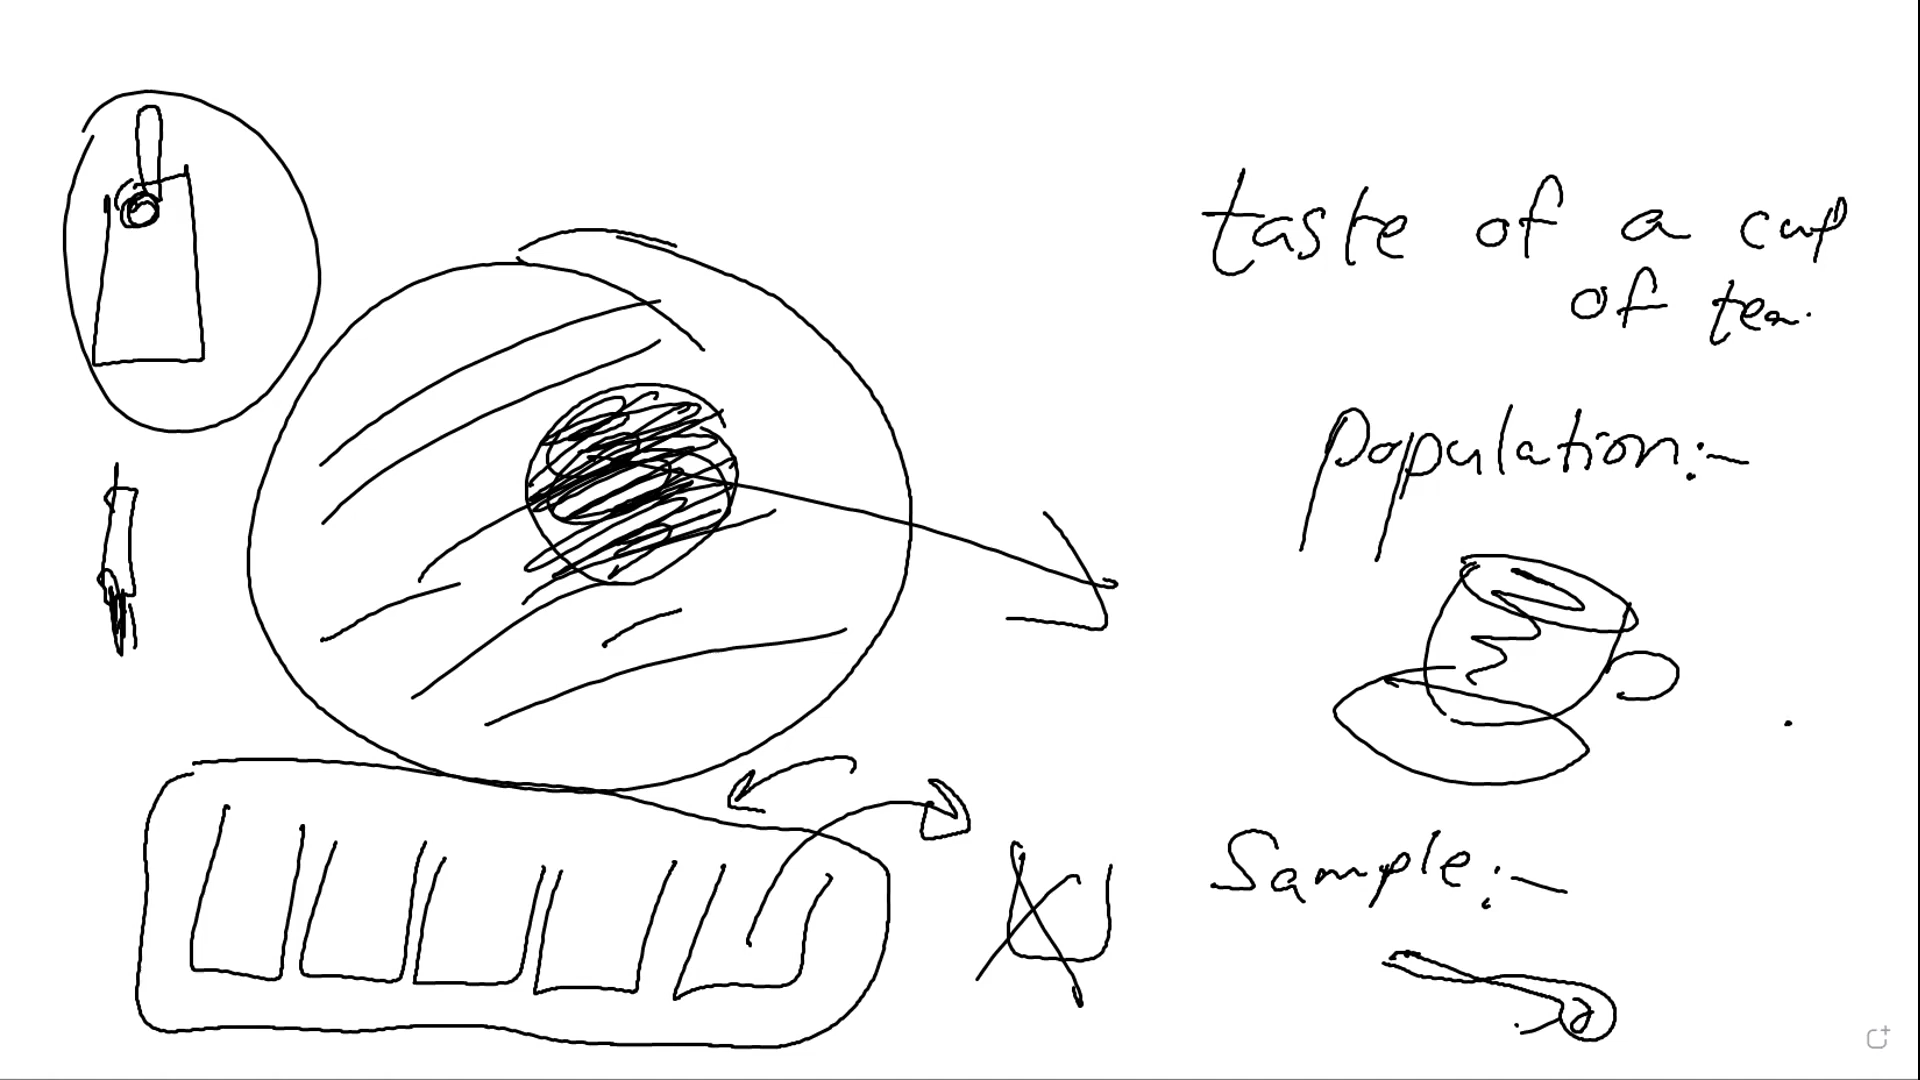 taste of a cup
of tea.
Population:-
Sample:-